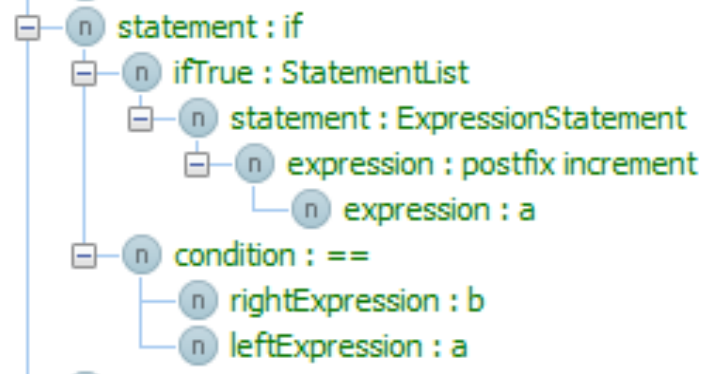 n statement : if
n ifTrue : StatementList
n statement : ExpressionStatement
n expression : postfix increment
n expression : a
n condition : ==
n rightExpression : b
n leftExpression : a